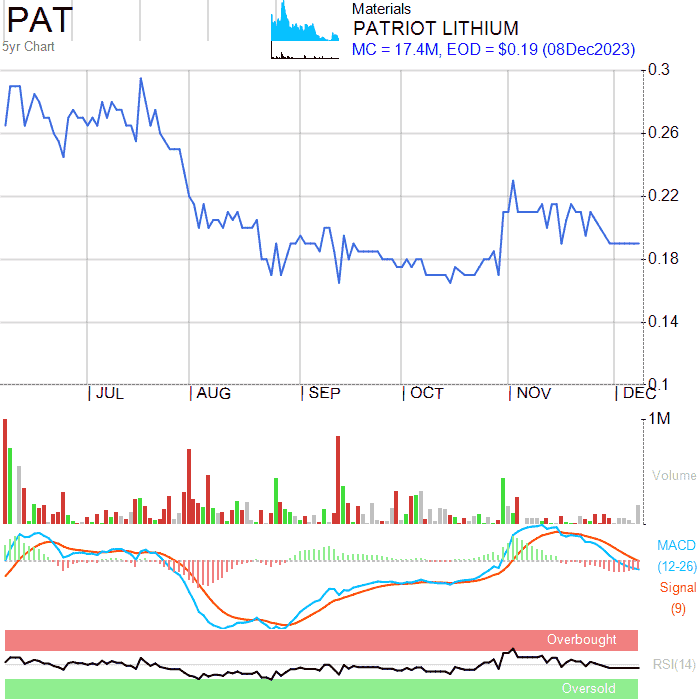 PAT
5yr Chart
Materials
PATRIOT LITHIUM
MC = 17.4M, EOD = $0.19 (08Dec2023)
0.3
0.26
0.22
0.18
0.14
0.1
JUL AUG SEP OCT NOV DEC
1M
Volume
MACD
(12-26)
Signal
(9)
Overbought
RSI(14)
Oversold